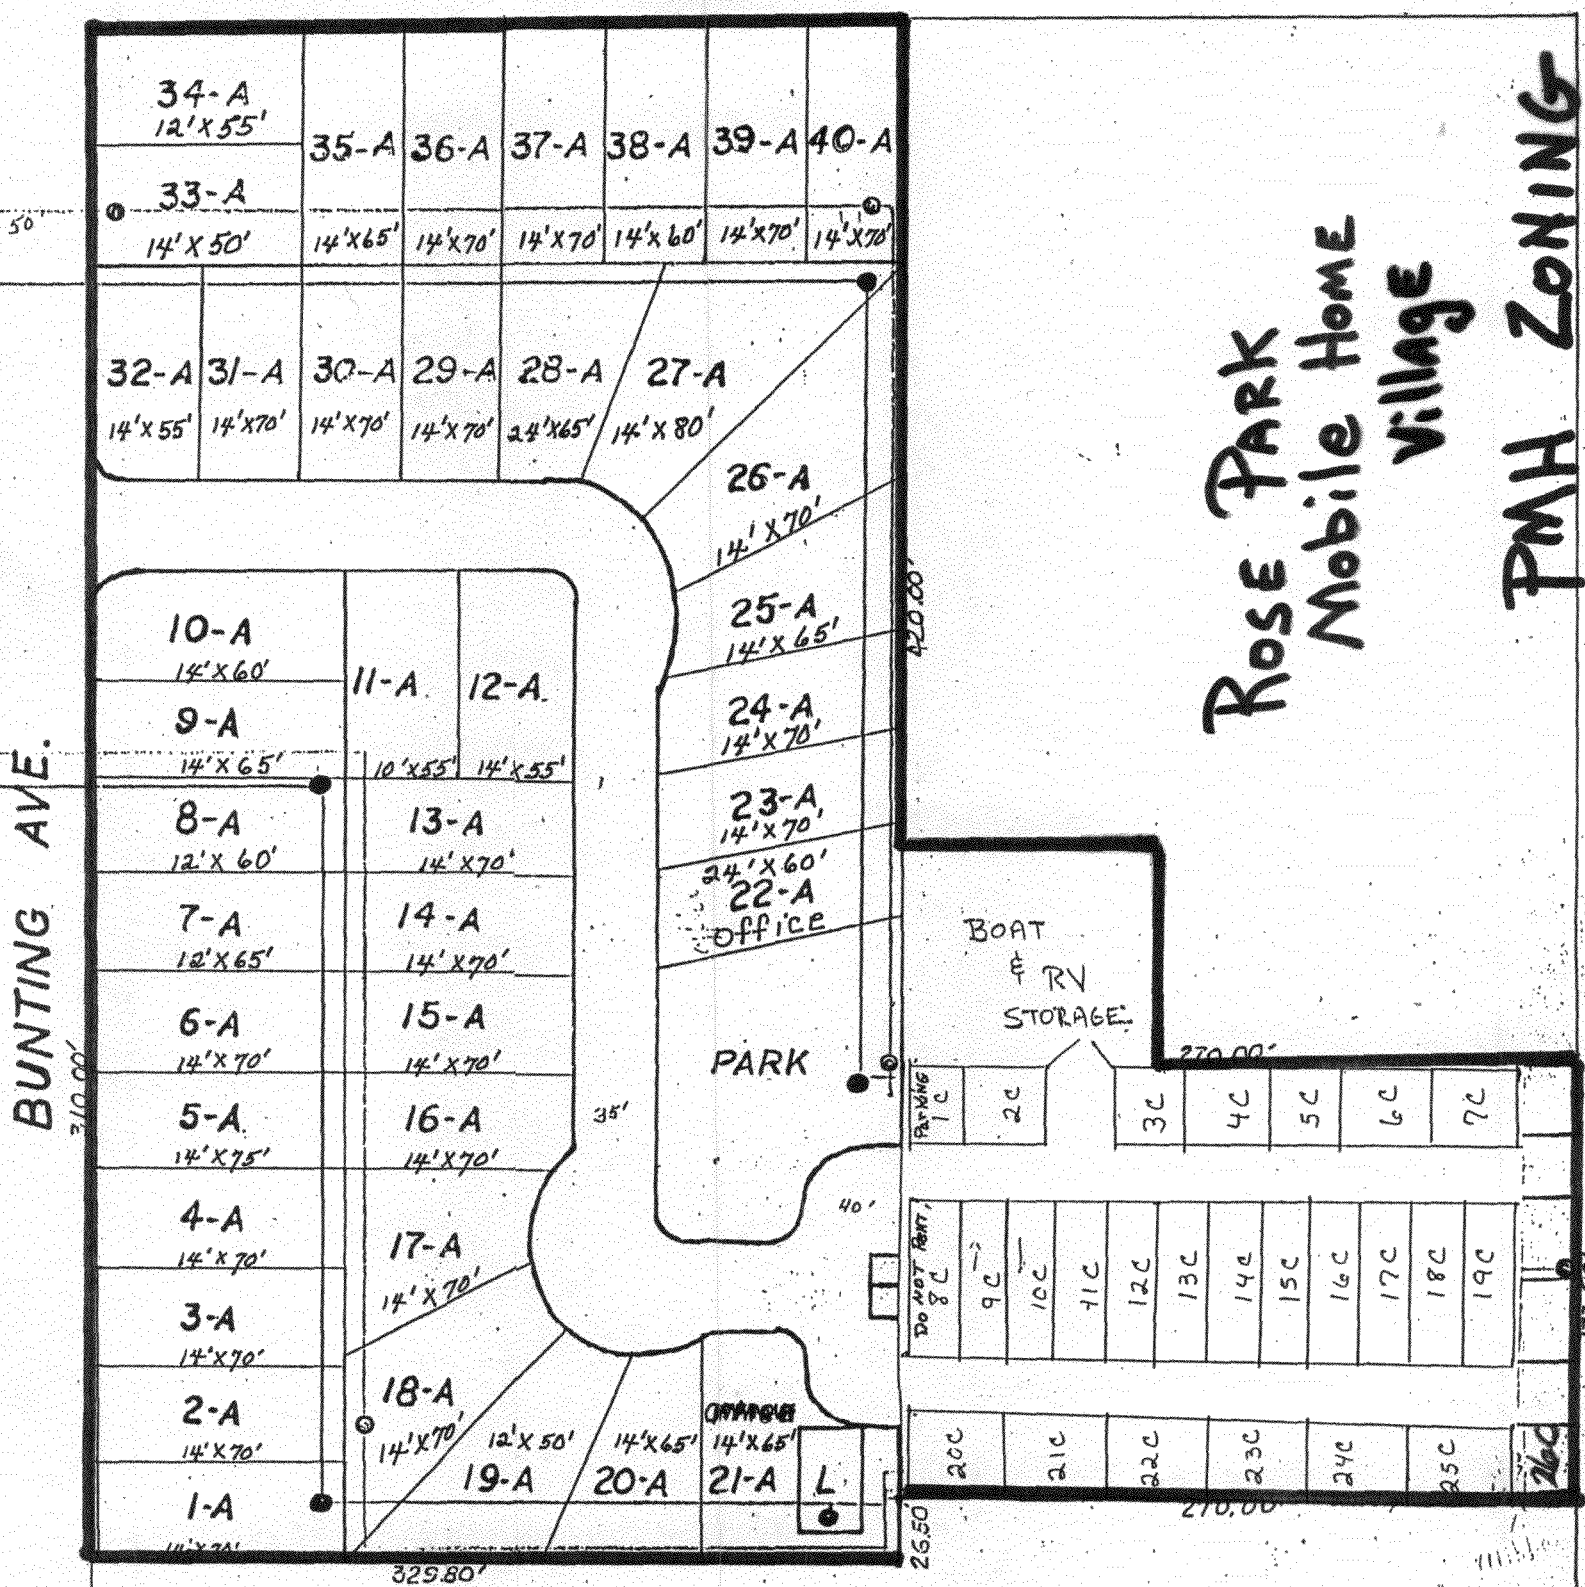 34-A
12'X55'
33-A
14'X50'
35-A
14'X65'
36-A
14'X70'
37-A
14'X70'
38-A
14'X60'
39-A
14'X70'
40-A
14'X70'
50'
32-A
14'X55'
31-A
14'X70'
30-A
14'X70'
29-A
14'X70'
28-A
24'X65'
27-A
14'X80'
26-A
14'X70'
25-A
14'X65'
24-A
14'X70'
23-A
14'X70'
24'X60'
22-A
office
PARK
420.00'
10-A
14'X60'
9-A
14'X65'
8-A
12'X60'
7-A
12'X65'
6-A
14'X70'
5-A
14'X75'
4-A
14'X70'
3-A
14'X70'
2-A
14'X70'
1-A
14'X70'
11-A
10'X55'
12-A
14'X55'
13-A
14'X70'
14-A
14'X70'
15-A
14'X70'
16-A
14'X70'
17-A
14'X70'
18-A
14'X70'
12'X50'
19-A
14'X65'
20-A
14'X65'
21-A
L
35'
40'
BUNTING AVE.
310.00'
329.80'
26.50
BOAT
& RV
STORAGE
270.00'
PARKING
1C
2C
3C
4C
5C
6C
7C
DO NOT RENT,
8C
9C
10C
11C
12C
13C
14C
15C
16C
17C
18C
19C
20C
21C
22C
23C
24C
25C
26C
270.00'
ROSE PARK
Mobile Home
Village
PMH ZONING